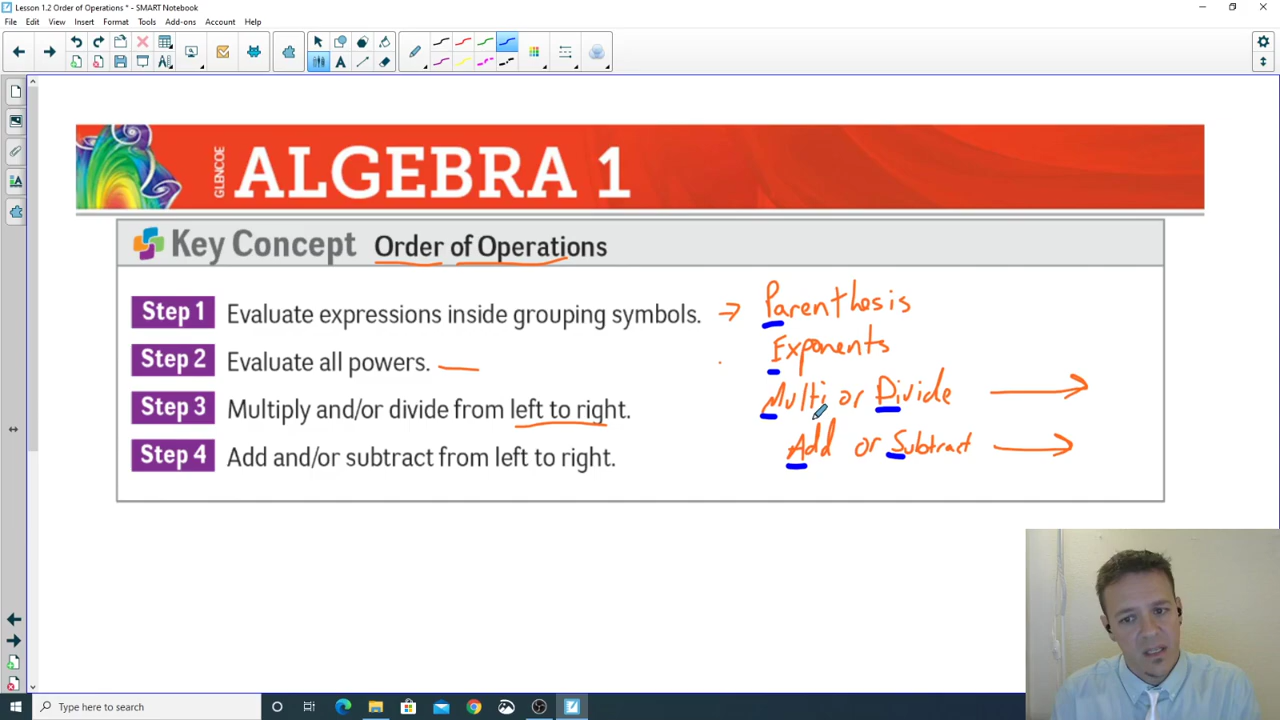 Lesson 1.2 Order of Operations * - SMART Notebook
File Edit View Insert Format Tools Add-ons Account Help
GLENCOE ALGEBRA 1
Key Concept Order of Operations
Step 1 Evaluate expressions inside grouping symbols. → Parenthesis
Step 2 Evaluate all powers. Exponents
Step 3 Multiply and/or divide from left to right. Multi or Divide
Step 4 Add and/or subtract from left to right. Add or Subtract
Type here to search